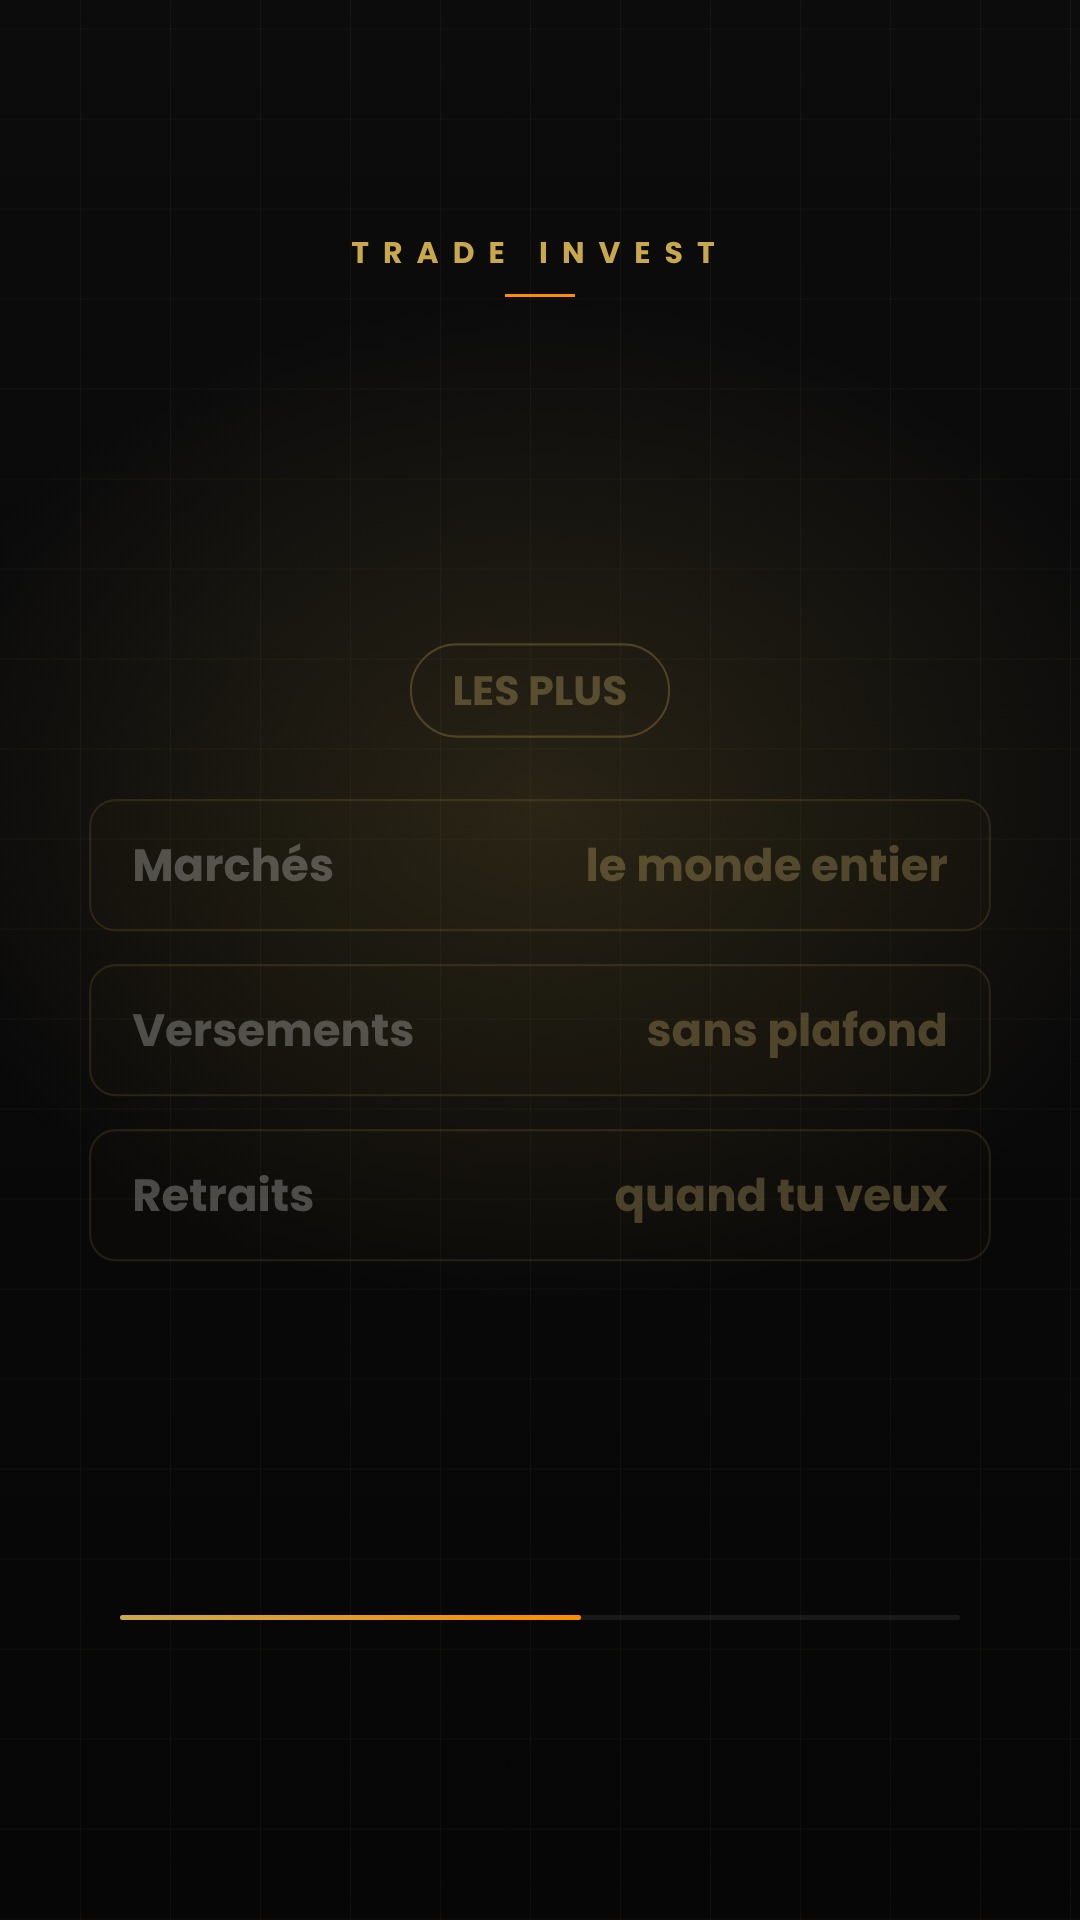 TRADE INVEST
LES PLUS
Marchés le monde entier
Versements sans plafond
Retraits quand tu veux